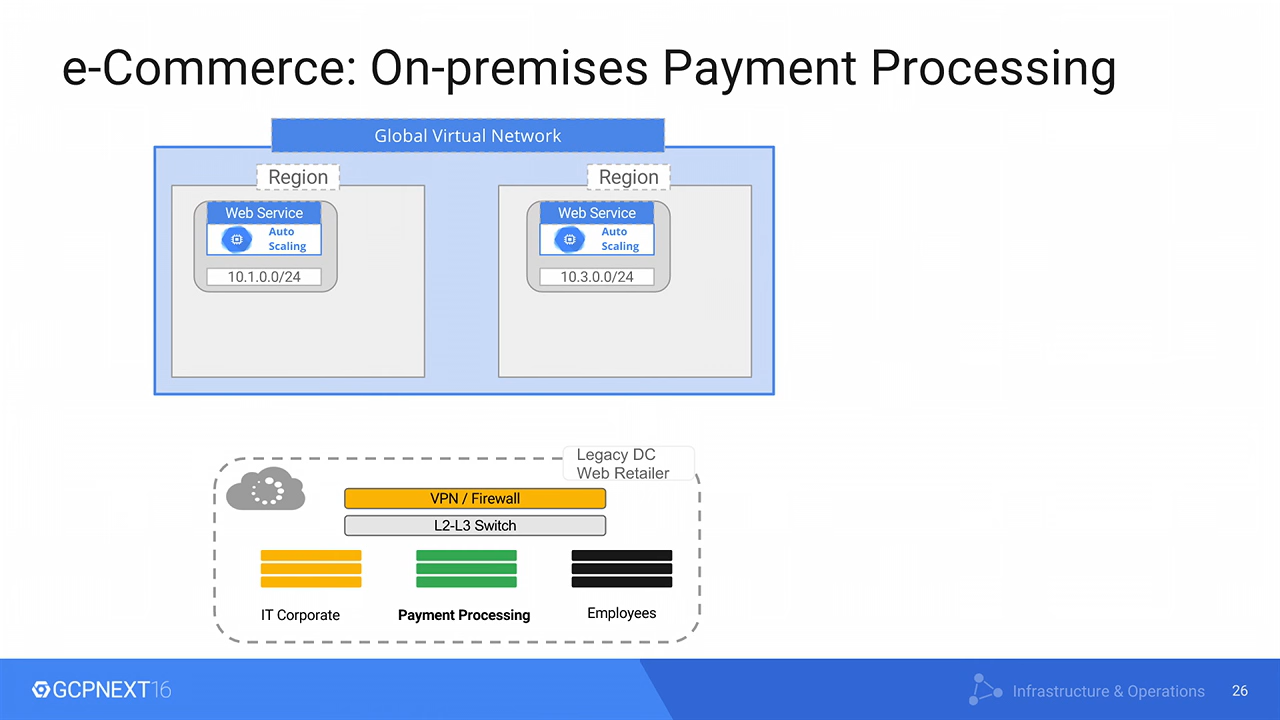 e-Commerce: On-premises Payment Processing
Global Virtual Network
Region
Region
Web Service
Auto
Scaling
10.1.0.0/24
Web Service
Auto
Scaling
10.3.0.0/24
Legacy DC
Web Retailer
VPN / Firewall
L2-L3 Switch
IT Corporate
Payment Processing
Employees
GCPNEXT16
Infrastructure & Operations
26